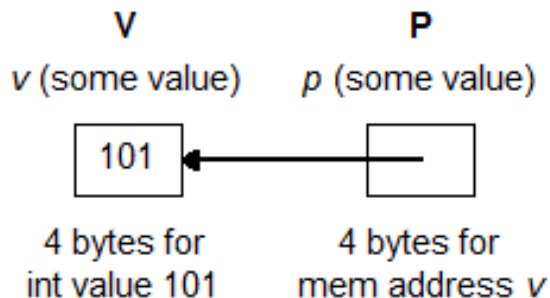 V P
v (some value) p (some value)
101
4 bytes for 4 bytes for
int value 101 mem address v